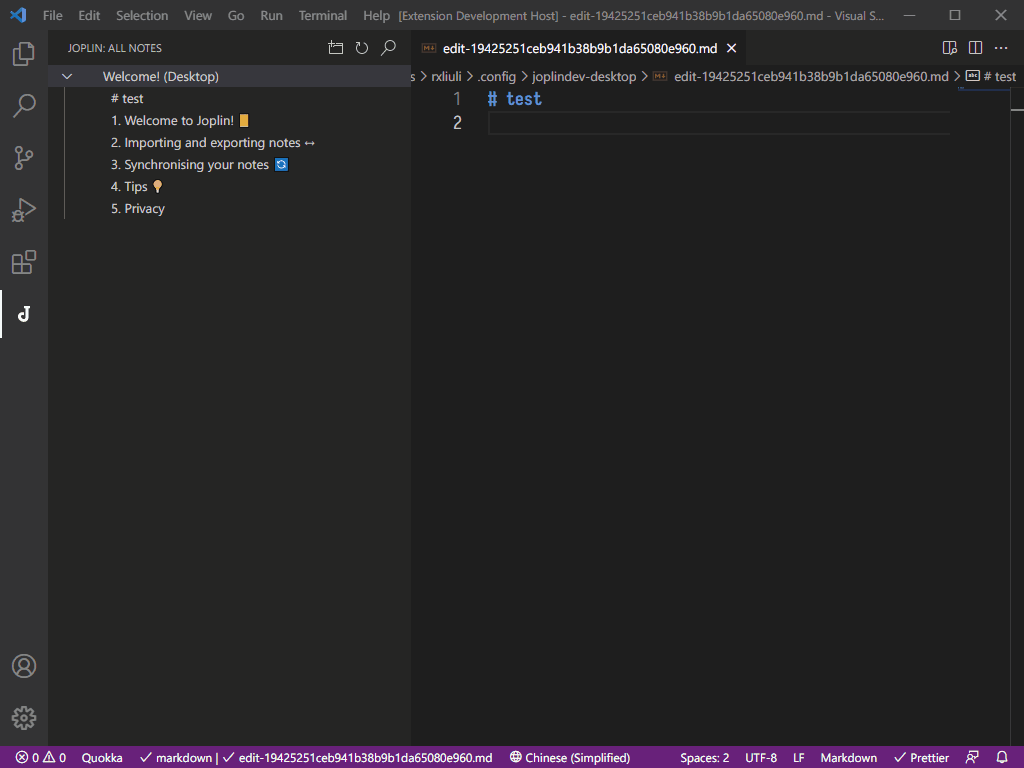 File Edit Selection View Go Run Terminal Help [Extension Development Host] - edit-19425251ceb941b38b9b1da65080e960.md - Visual S...
JOPLIN: ALL NOTES
edit-19425251ceb941b38b9b1da65080e960.md
s > rxliuli > .config > joplindev-desktop > edit-19425251ceb941b38b9b1da65080e960.md > abc # test
Welcome! (Desktop)
# test
1. Welcome to Joplin! 📙
2. Importing and exporting notes ↔
3. Synchronising your notes 🔄
4. Tips 💡
5. Privacy
1 # test
2
0 0 Quokka ✓ markdown | ✓ edit-19425251ceb941b38b9b1da65080e960.md Chinese (Simplified) Spaces: 2 UTF-8 LF Markdown ✓ Prettier